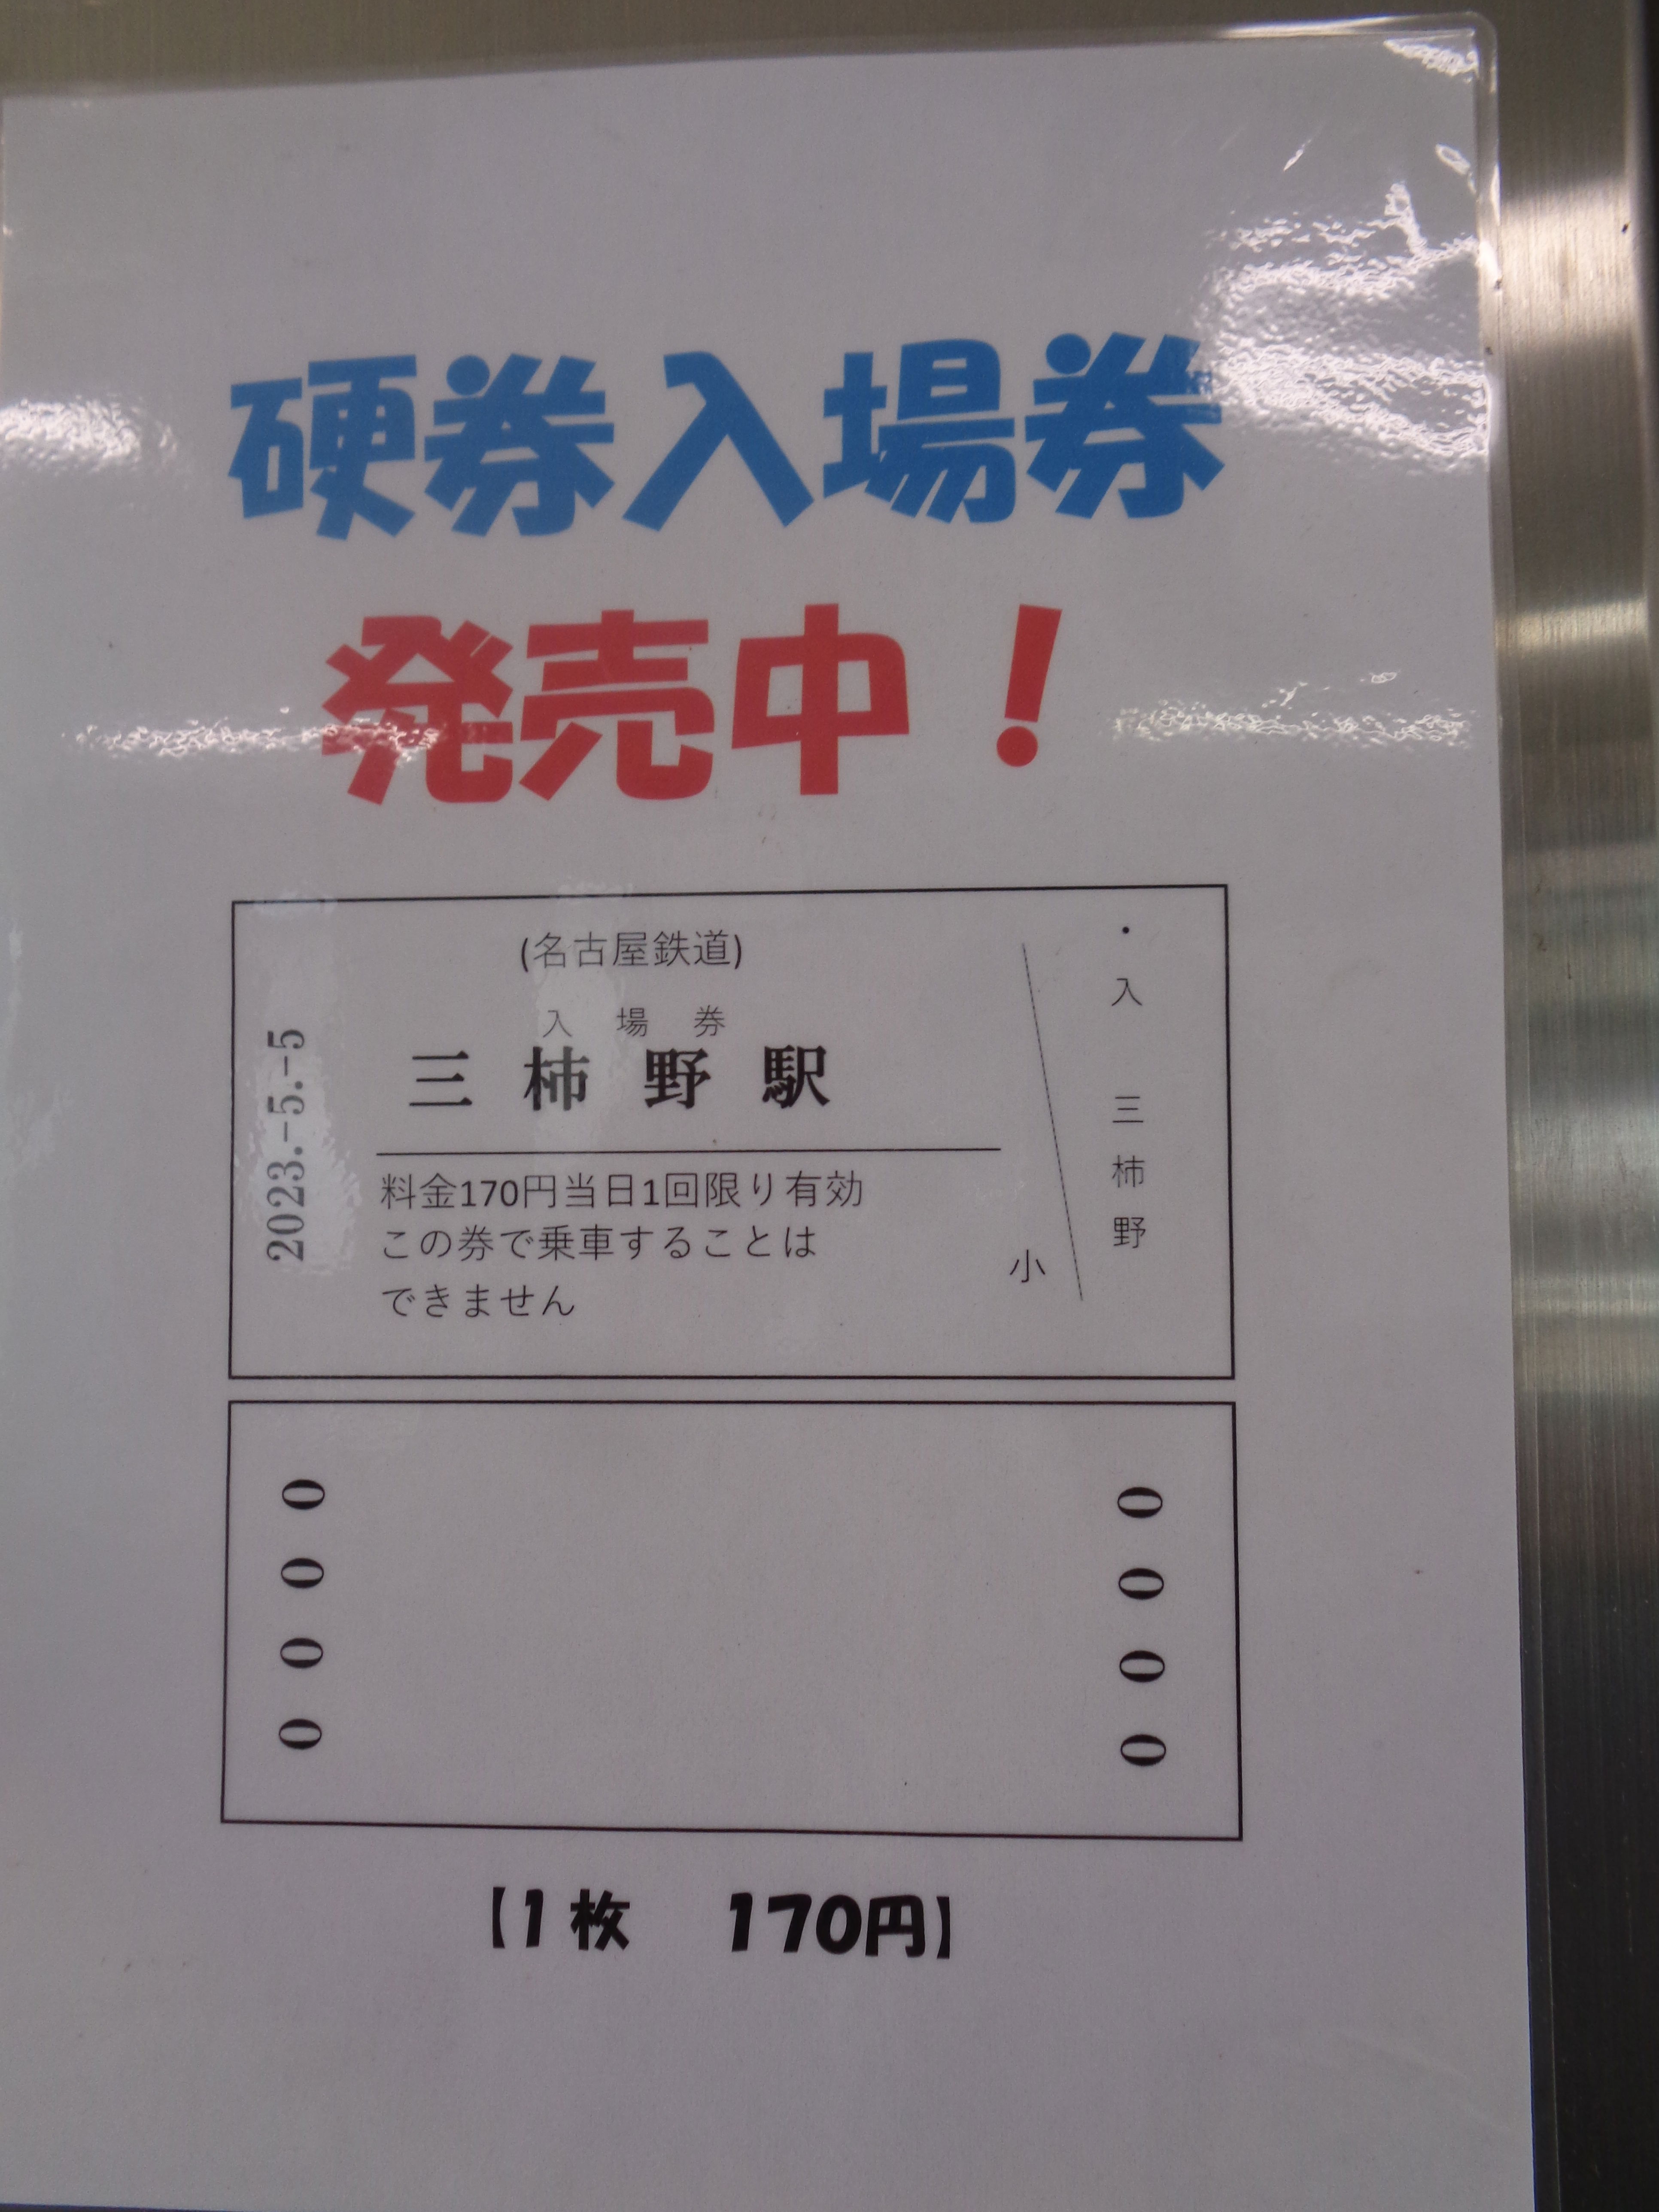 硬券入場券
発売中！
(名古屋鉄道)
入場券
三柿野駅
料金170円当日1回限り有効
この券で乗車することは
できません
2023.-5.-5
小
・入 三柿野
0000
0000
【1枚 170円】